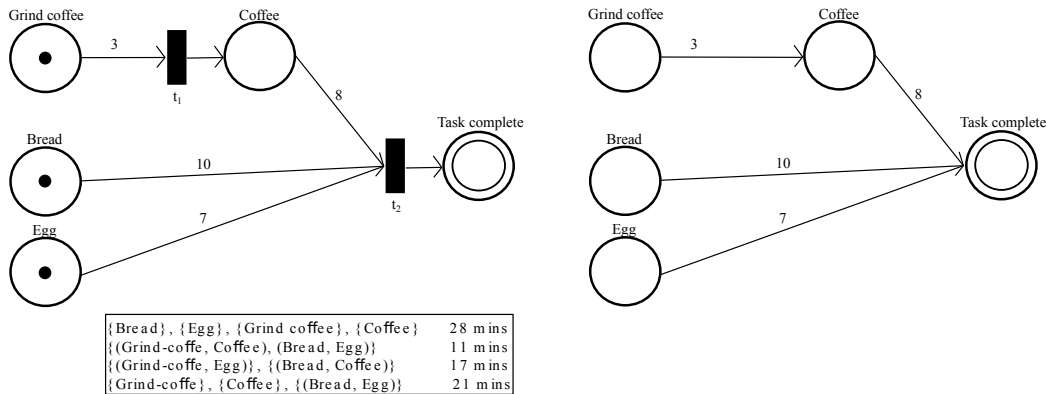 Grind coffee
Coffee
3
t1
8
Task complete
Bread
10
t2
Egg
7
{Bread}, {Egg}, {Grind coffee}, {Coffee} 28 mins
{(Grind-coffe, Coffee), (Bread, Egg)} 11 mins
{(Grind-coffe, Egg)}, {(Bread, Coffee)} 17 mins
{Grind-coffe}, {Coffee}, {(Bread, Egg)} 21 mins
Grind coffee
Coffee
3
8
Task complete
Bread
10
Egg
7